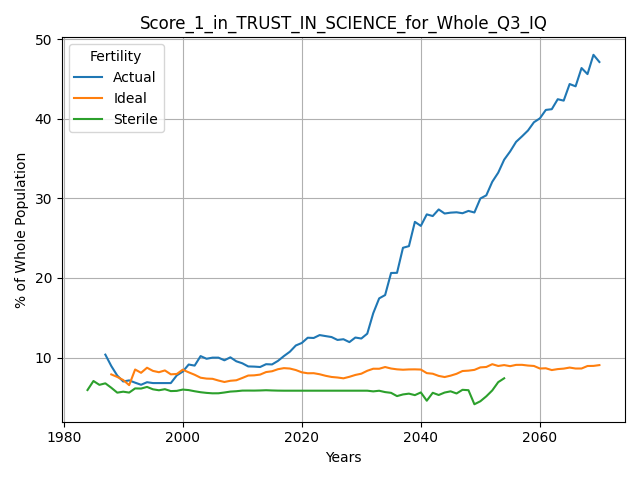 Score_1_in_TRUST_IN_SCIENCE_for_Whole_Q3_IQ
Fertility
Actual
Ideal
Sterile
% of Whole Population
50
40
30
20
10
1980
2000
2020
2040
2060
Years